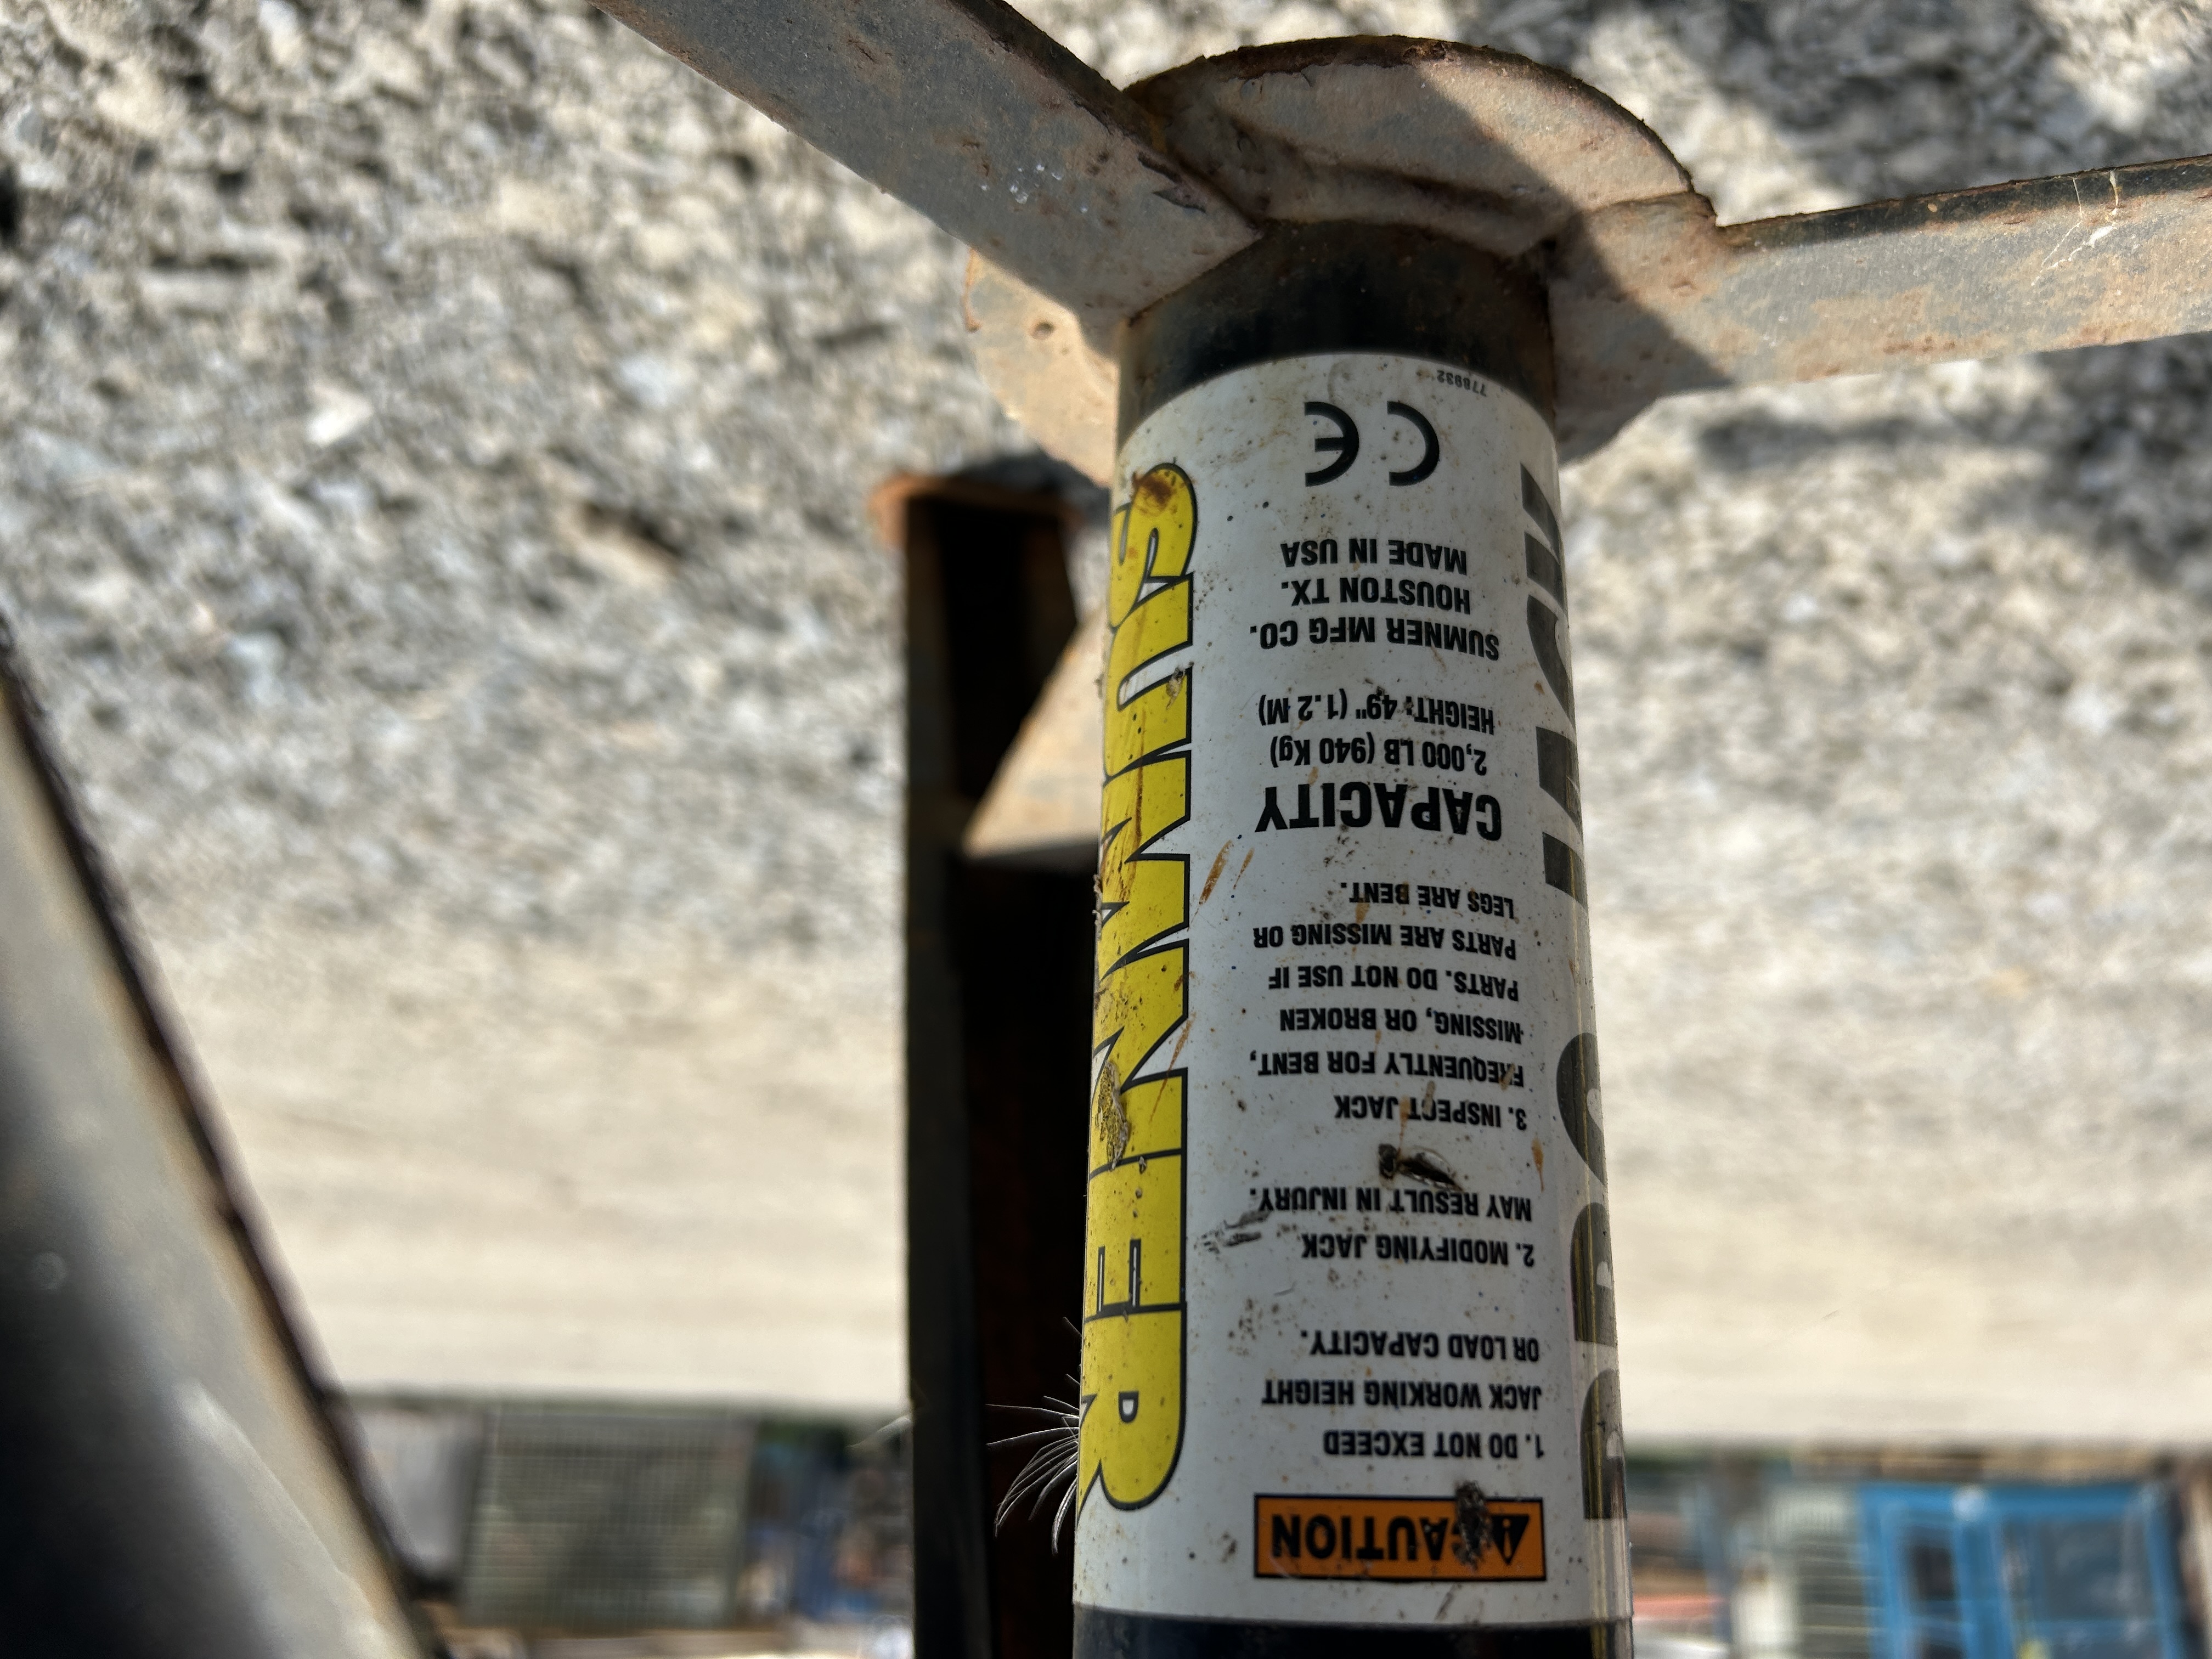 CAUTION
1. DO NOT EXCEED
JACK WORKING HEIGHT
OR LOAD CAPACITY.
2. MODIFYING JACK
MAY RESULT IN INJURY.
3. INSPECT JACK
FREQUENTLY FOR BENT,
MISSING, OR BROKEN
PARTS. DO NOT USE IF
PARTS ARE MISSING OR
LEGS ARE BENT.
CAPACITY
2,000 LB (940 Kg)
HEIGHT: 49" (1.2 M)
SUMNER MFG CO.
HOUSTON TX.
MADE IN USA
CE
778932
SUMNER